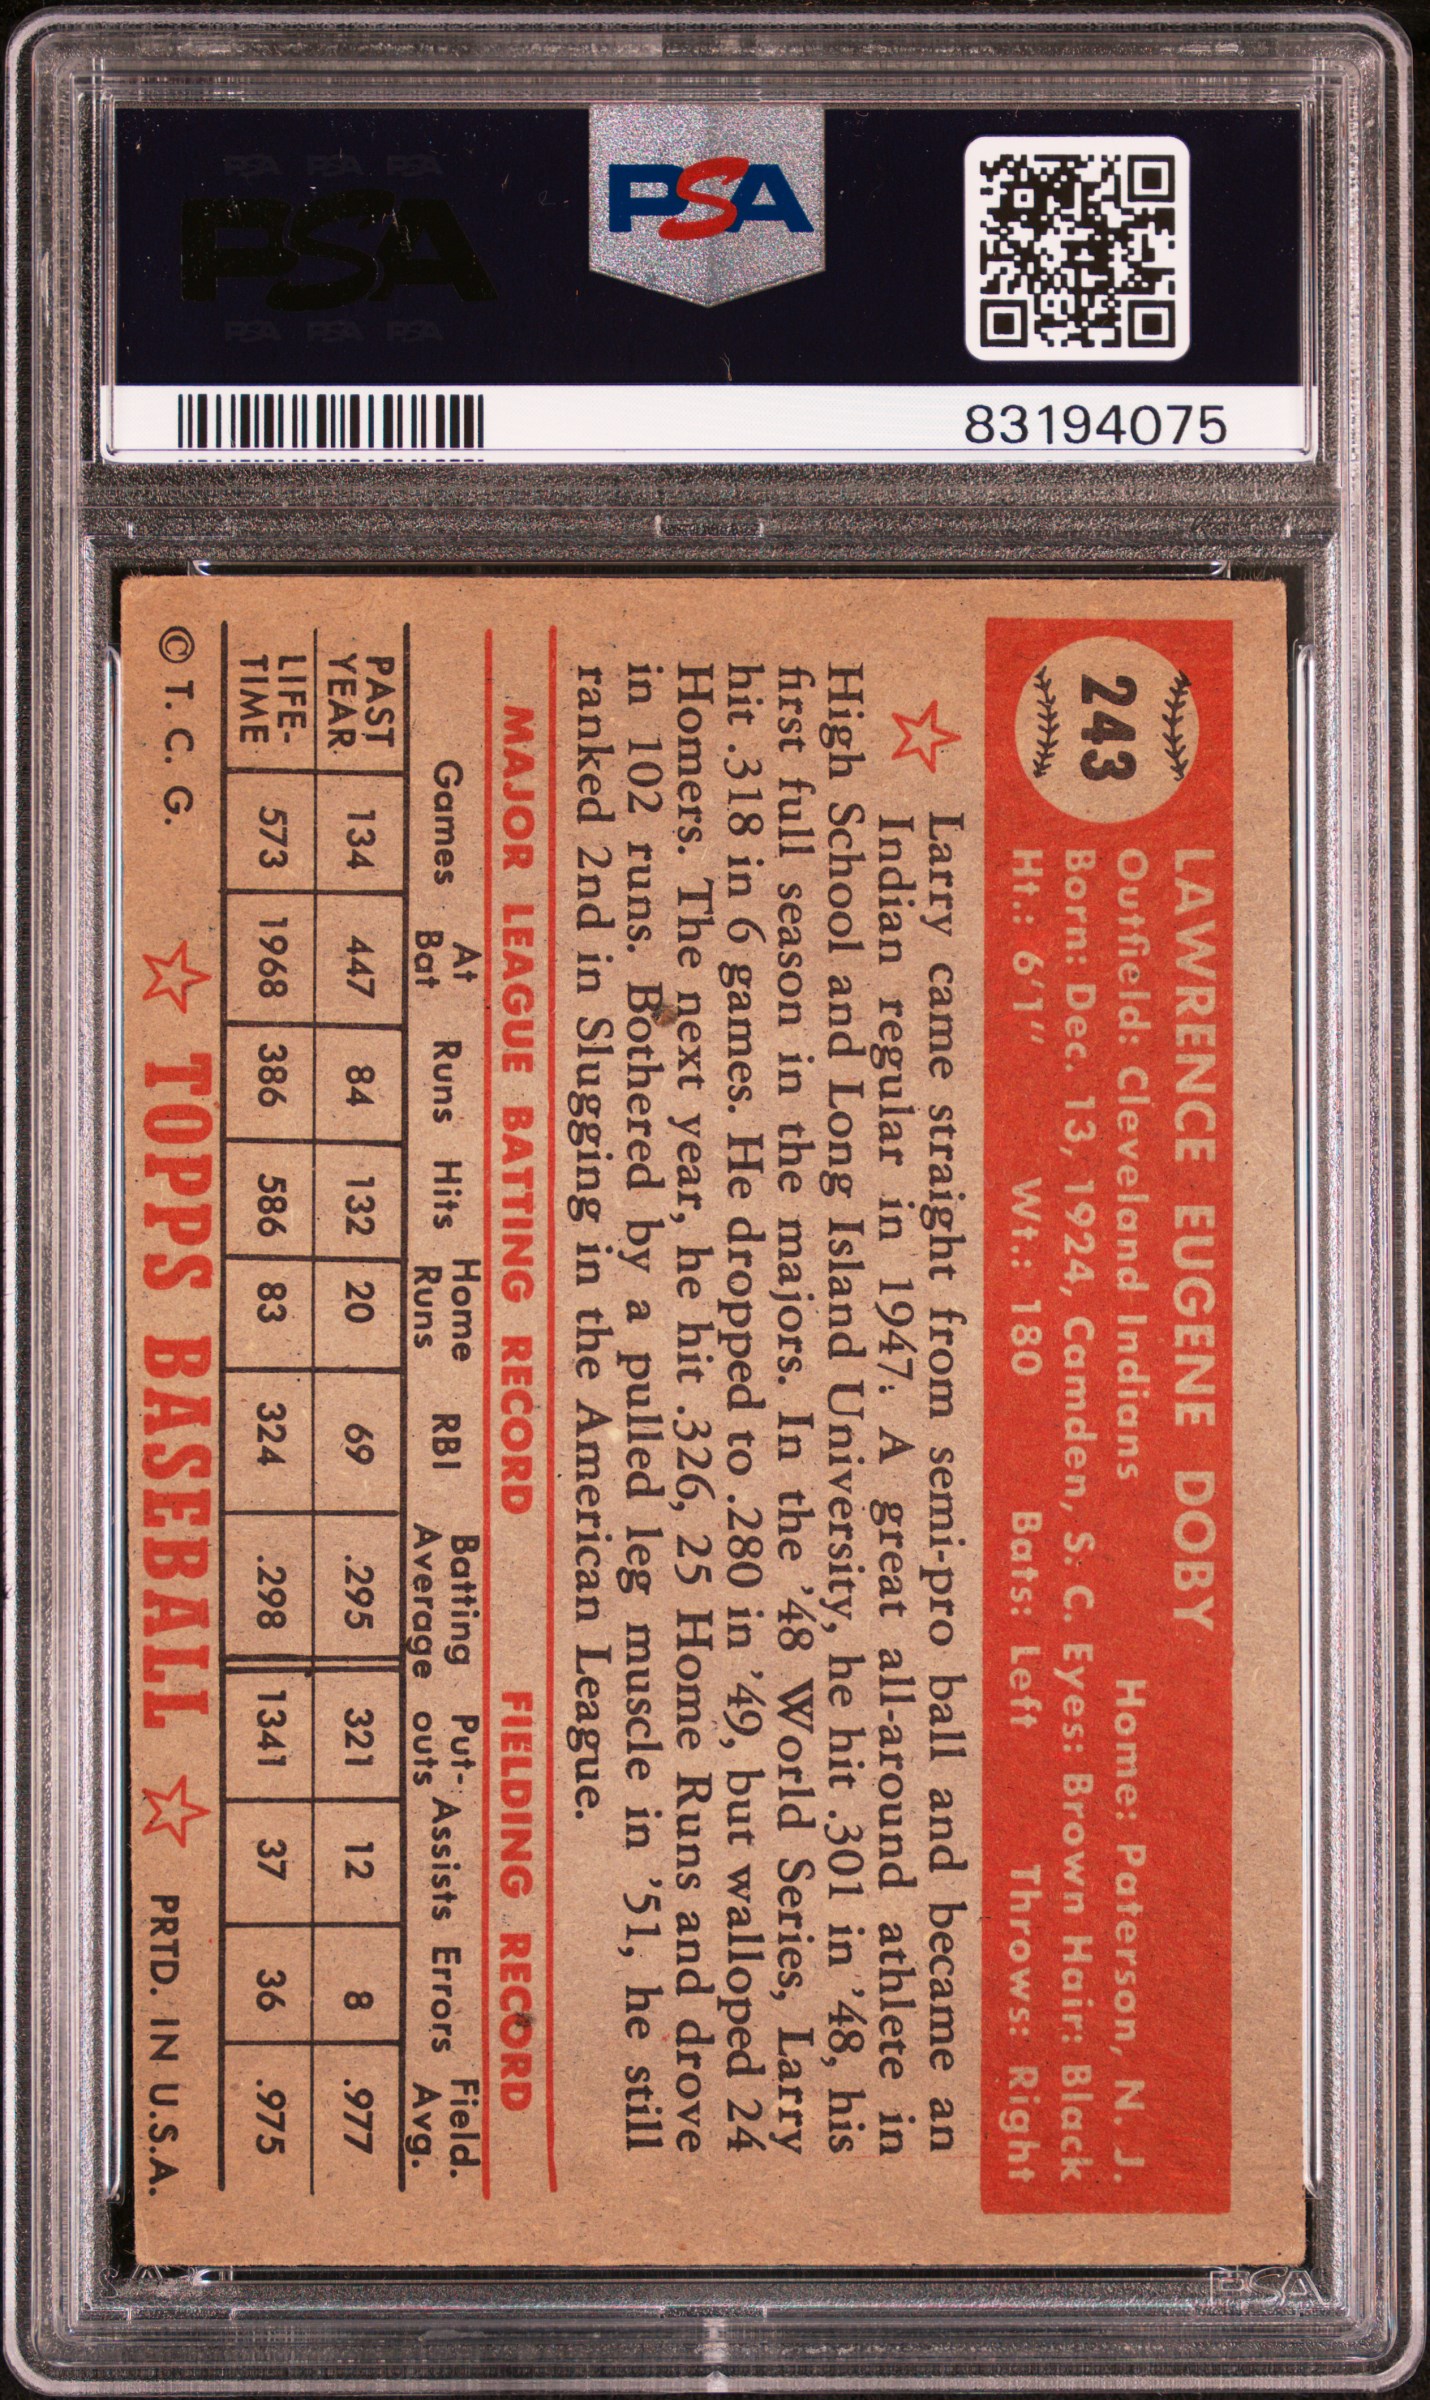 PSA PSA PSA
PSA
PSA PSA PSA
PSA
83194075
243
LAWRENCE EUGENE DOBY
Outfield: Cleveland Indians Home: Paterson, N. J.
Born: Dec. 13, 1924, Camden, S. C. Eyes: Brown Hair: Black
Ht.: 6'1" Wt.: 180 Bats: Left Throws: Right
Larry came straight from semi-pro ball and became an
Indian regular in 1947: A great all-around athlete in
High School and Long Island University, he hit .301 in '48, his
first full season in the majors. In the '48 World Series, Larry
hit .318 in 6 games. He dropped to .280 in '49, but walloped 24
Homers. The next year, he hit .326, 25 Home Runs and drove
in 102 runs. Bothered by a pulled leg muscle in '51, he still
ranked 2nd in Slugging in the American League.
MAJOR LEAGUE BATTING RECORD FIELDING RECORD
Games At Bat Runs Hits Home Runs RBI Batting Average Put-outs Assists Errors Field. Avg.
PAST YEAR 134 447 84 132 20 69 .295 321 12 8 .977
LIFE-TIME 573 1968 386 586 83 324 .298 1341 37 36 .975
© T. C. G. TOPPS BASEBALL PRTD. IN U.S.A.
PSA